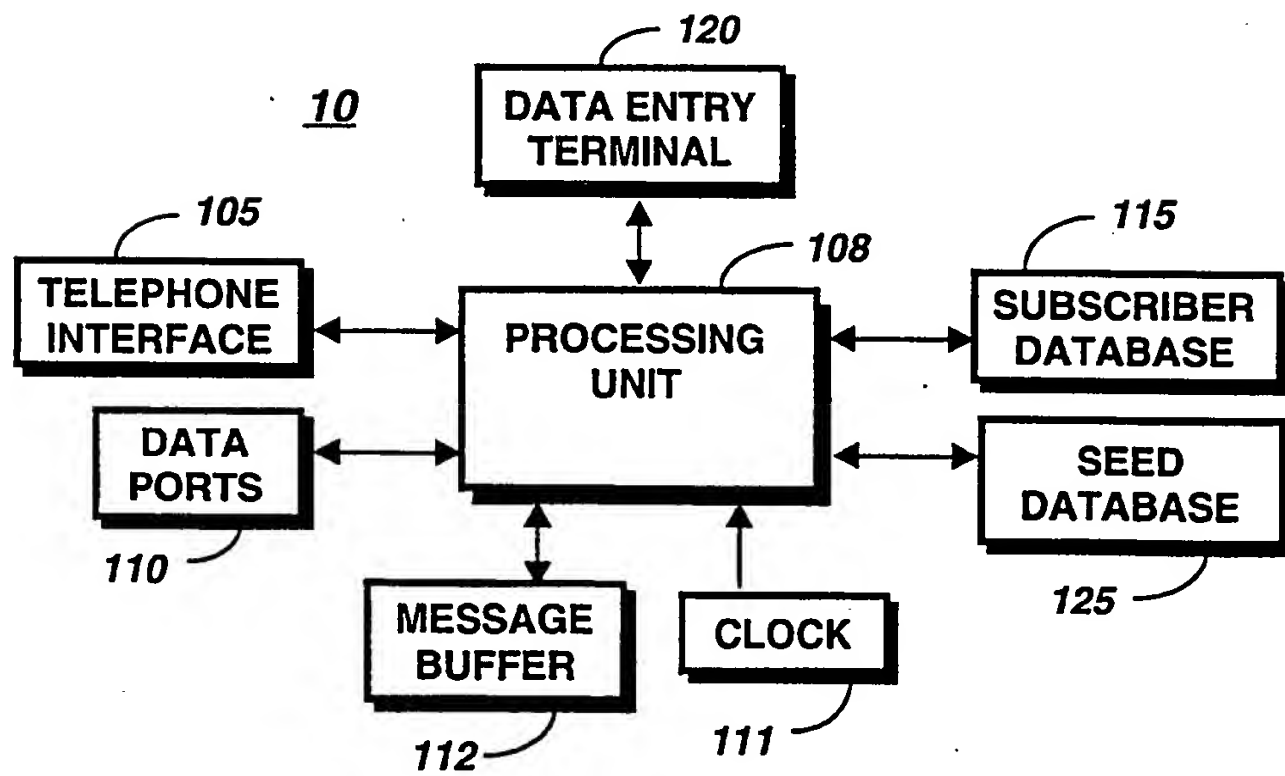 120
10
DATA ENTRY
TERMINAL
105
TELEPHONE
INTERFACE
108
PROCESSING
UNIT
115
SUBSCRIBER
DATABASE
DATA
PORTS
110
SEED
DATABASE
125
MESSAGE
BUFFER
112
CLOCK
111